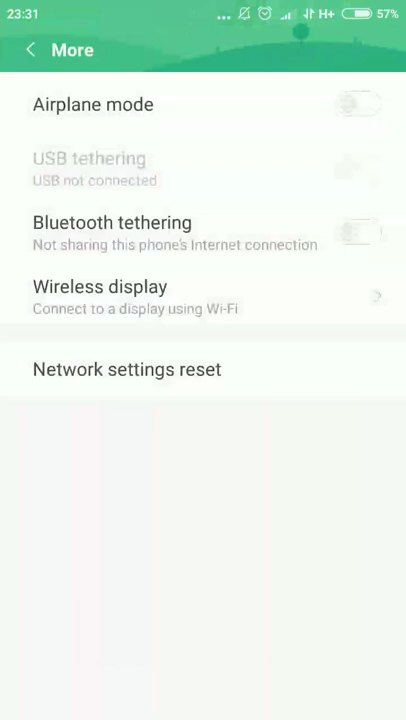 23:31 ... H+ 57%
More
Airplane mode
USB tethering
USB not connected
Bluetooth tethering
Not sharing this phone's Internet connection
Wireless display
Connect to a display using Wi-Fi
Network settings reset